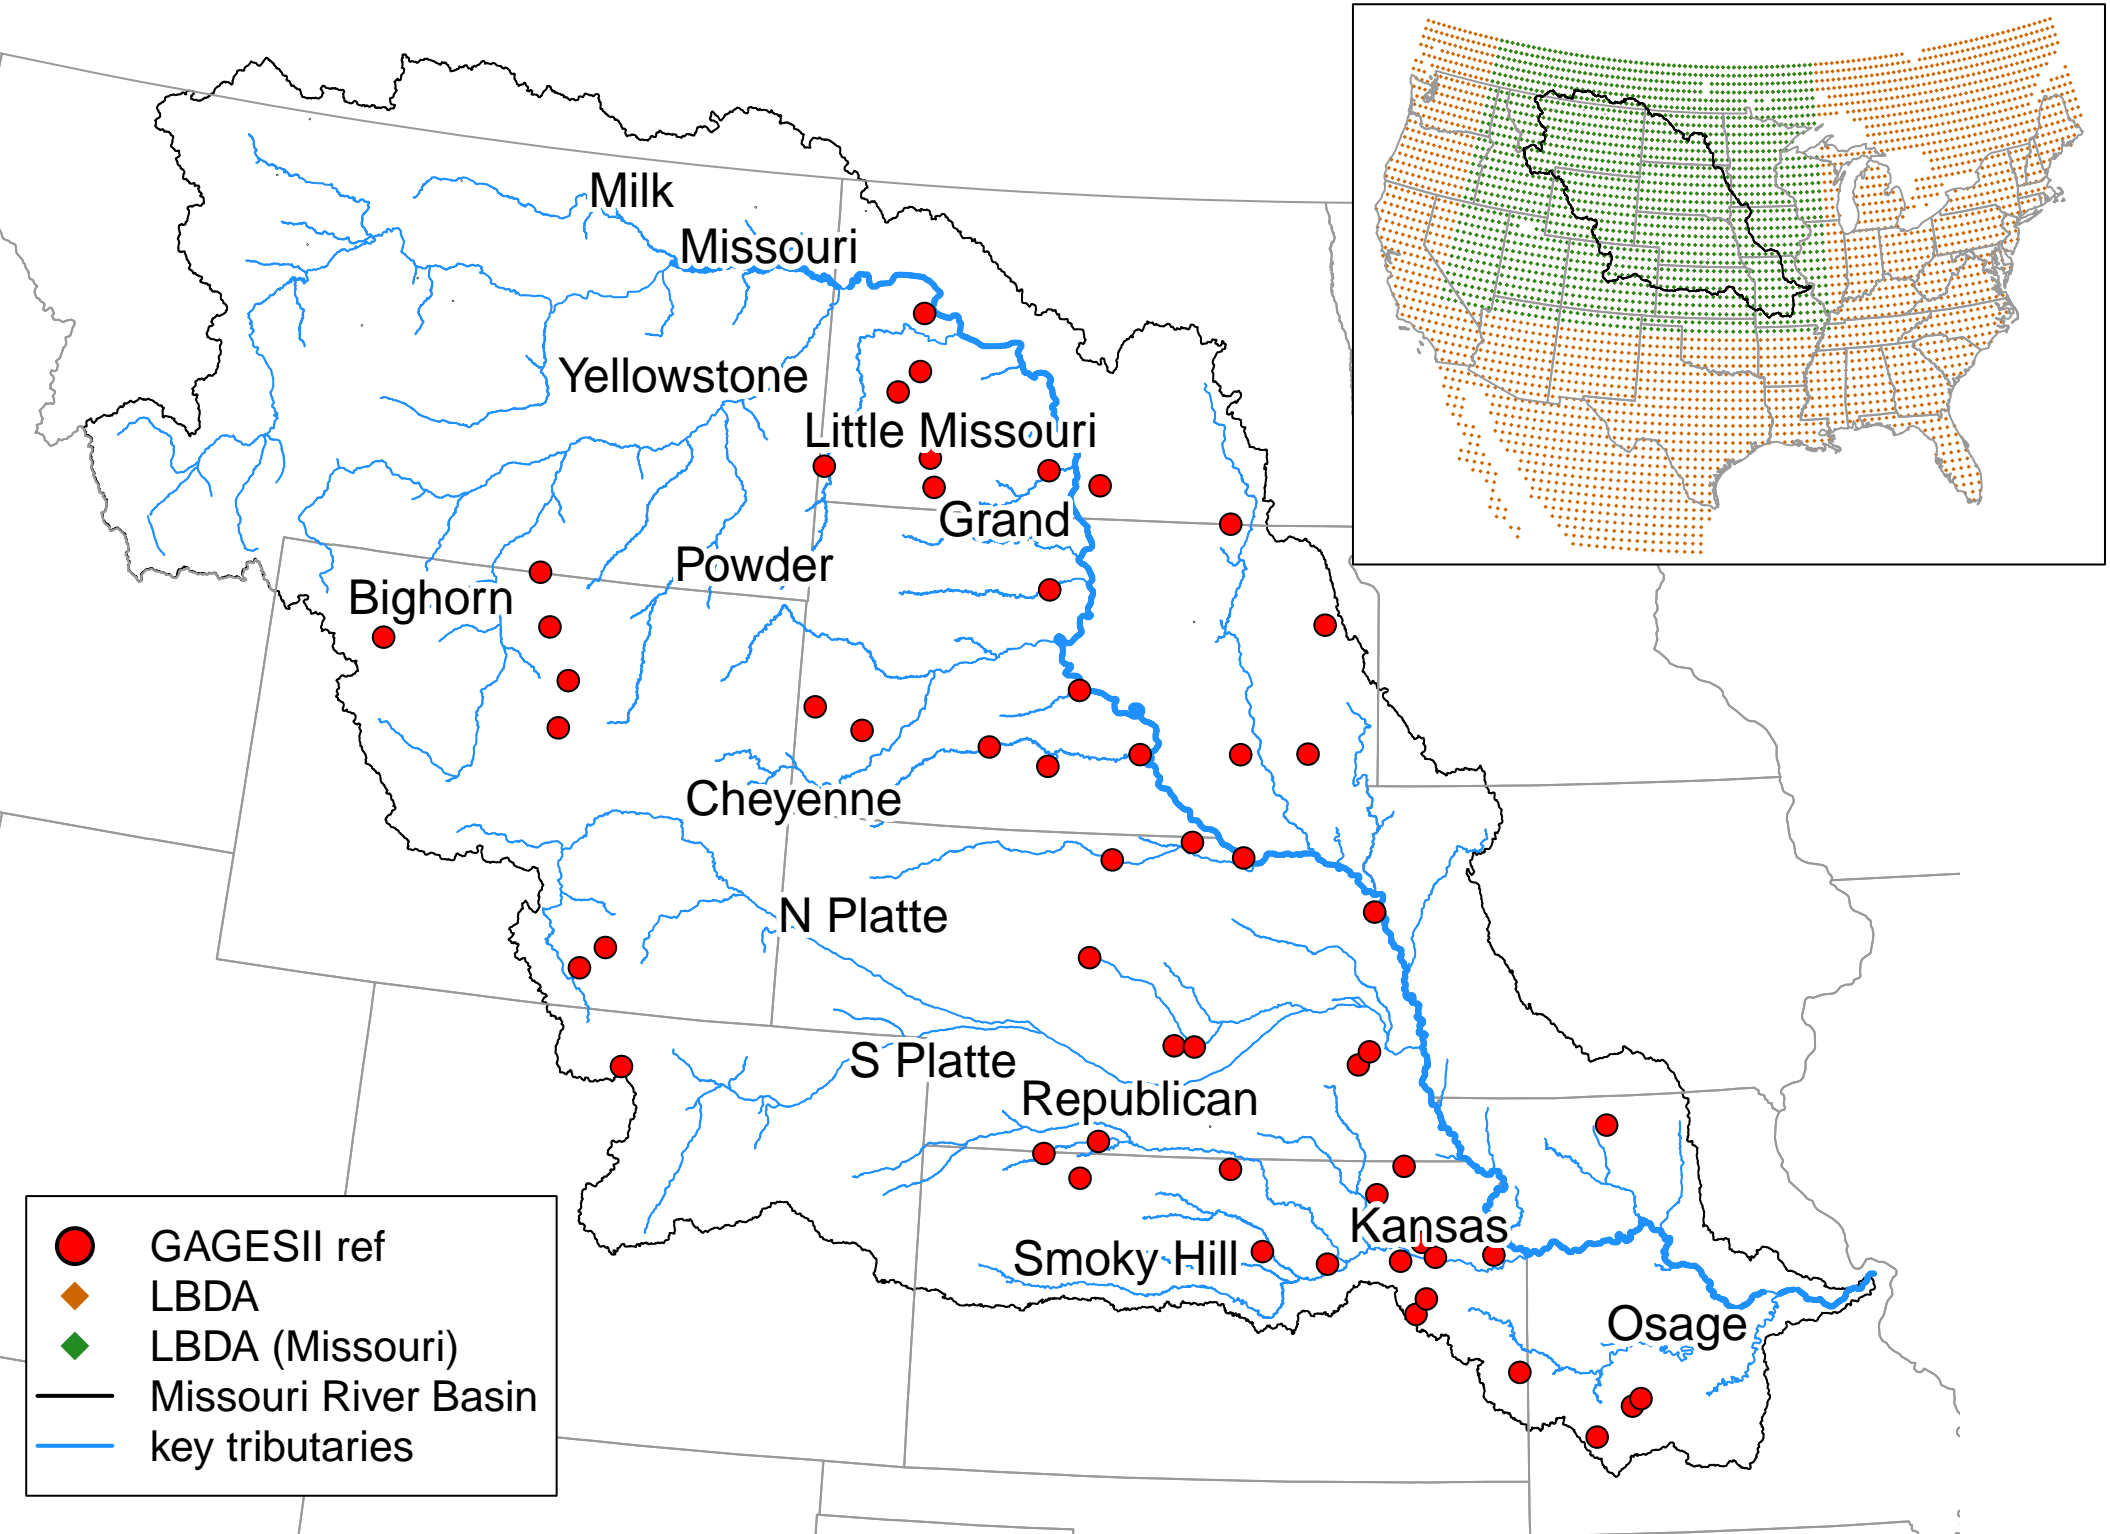 Milk
Missouri
Yellowstone
Little Missouri
Grand
Powder
Bighorn
Cheyenne
N Platte
S Platte
Republican
Kansas
Smoky Hill
Osage
GAGESII ref
LBDA
LBDA (Missouri)
Missouri River Basin
key tributaries